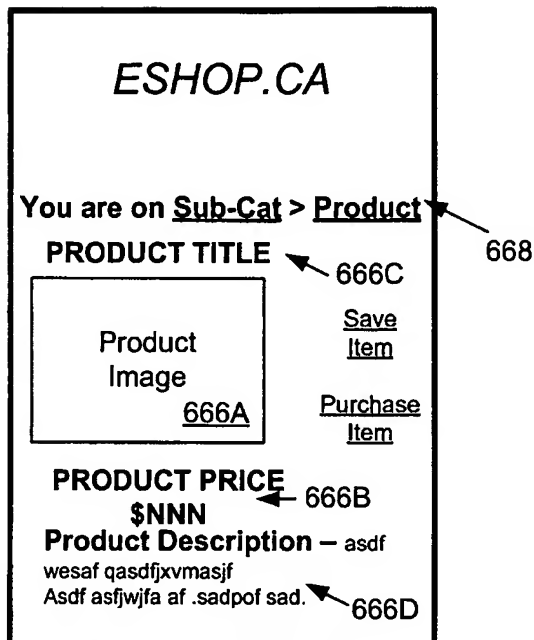 ESHOP.CA
You are on Sub-Cat > Product
668
PRODUCT TITLE
666C
Product
Image
666A
Save
Item
Purchase
Item
PRODUCT PRICE
$NNN
666B
Product Description – asdf
wesaf qasdfjxvmasjf
Asdf asfjwjfa af .sadpof sad.
666D